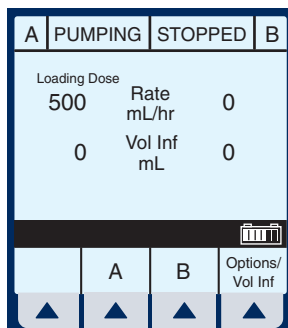 A PUMPING STOPPED B
Loading Dose
500 Rate mL/hr 0
0 Vol Inf mL 0
A B Options/ Vol Inf